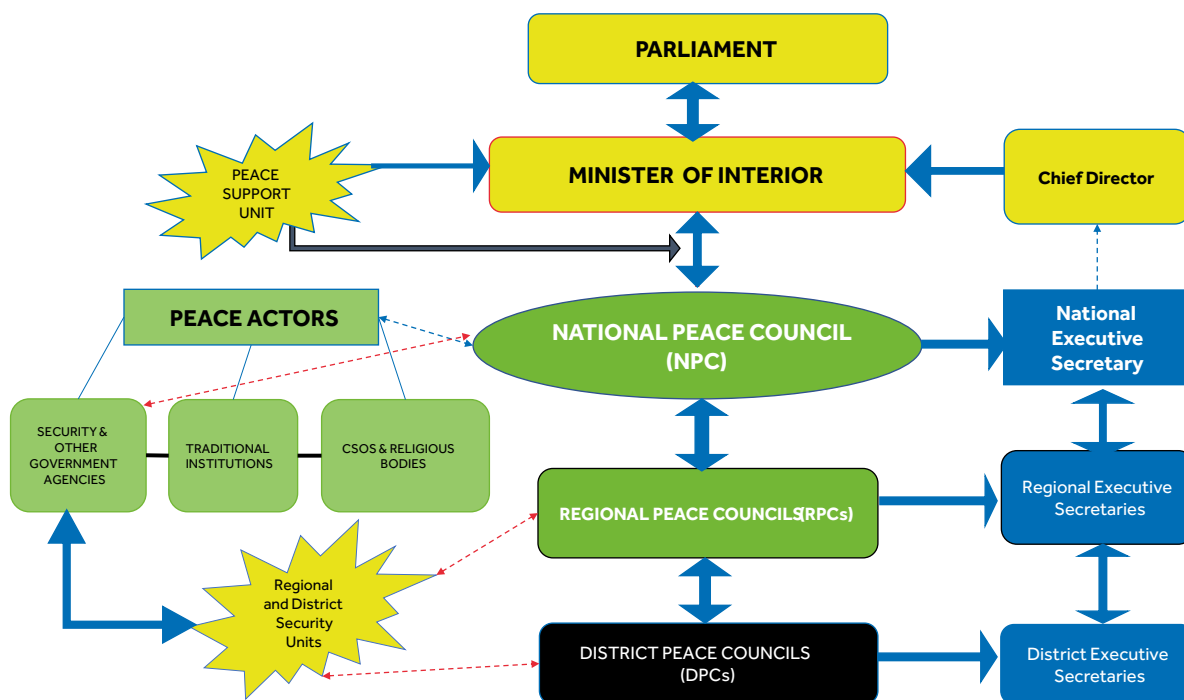 PARLIAMENT
PEACE
SUPPORT
UNIT
MINISTER OF INTERIOR
Chief Director
PEACE ACTORS
NATIONAL PEACE COUNCIL
(NPC)
National
Executive
Secretary
SECURITY &
OTHER
GOVERNMENT
AGENCIES
TRADITIONAL
INSTITUTIONS
CSOS & RELIGIOUS
BODIES
REGIONAL PEACE COUNCILS(RPCs)
Regional Executive
Secretaries
Regional
and District
Security
Units
DISTRICT PEACE COUNCILS
(DPCs)
District Executive
Secretaries